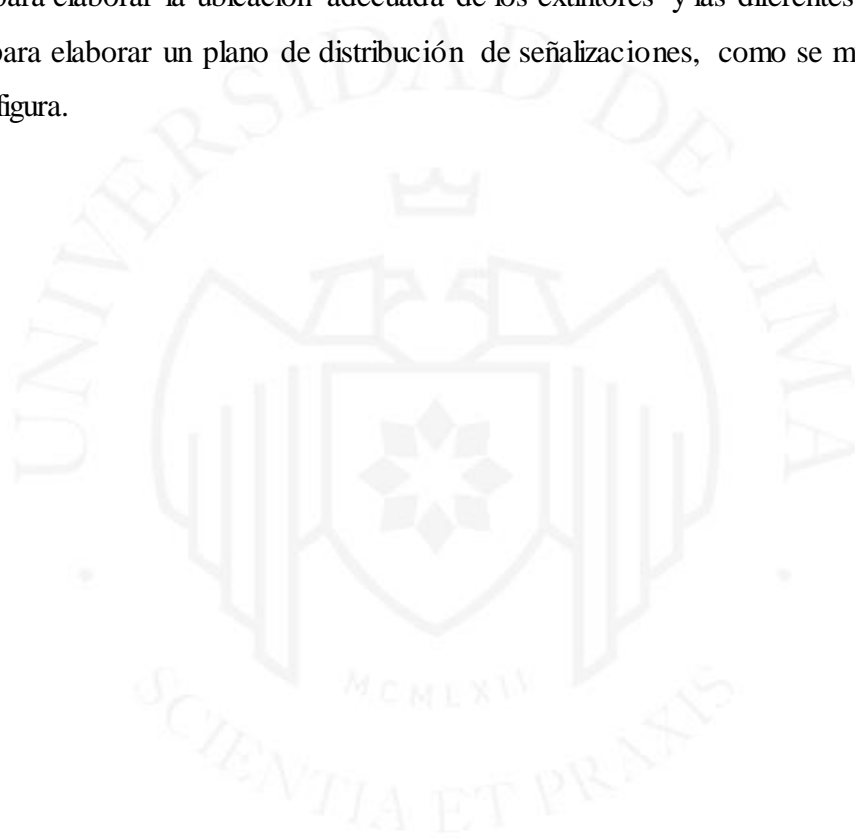 para elaborar la ubicación adecuada de los extintores y las diferentes
para elaborar un plano de distribución de señalizaciones, como se m
figura.
UNIVERSIDAD DE LIMA
MCMLXII
SCIENTIA ET PRAXIS